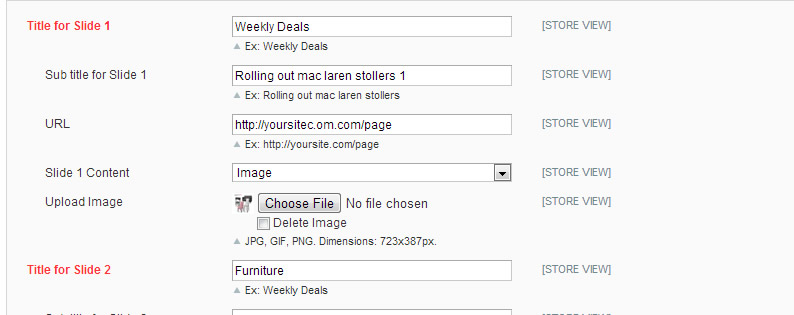 Title for Slide 1 Weekly Deals [STORE VIEW]
Ex: Weekly Deals
Sub title for Slide 1 Rolling out mac laren stollers 1 [STORE VIEW]
Ex: Rolling out mac laren stollers
URL http://yoursitec.om.com/page [STORE VIEW]
Ex: http://yoursite.com/page
Slide 1 Content Image [STORE VIEW]
Upload Image Choose File No file chosen [STORE VIEW]
Delete Image
JPG, GIF, PNG. Dimensions: 723x387px.
Title for Slide 2 Furniture [STORE VIEW]
Ex: Weekly Deals